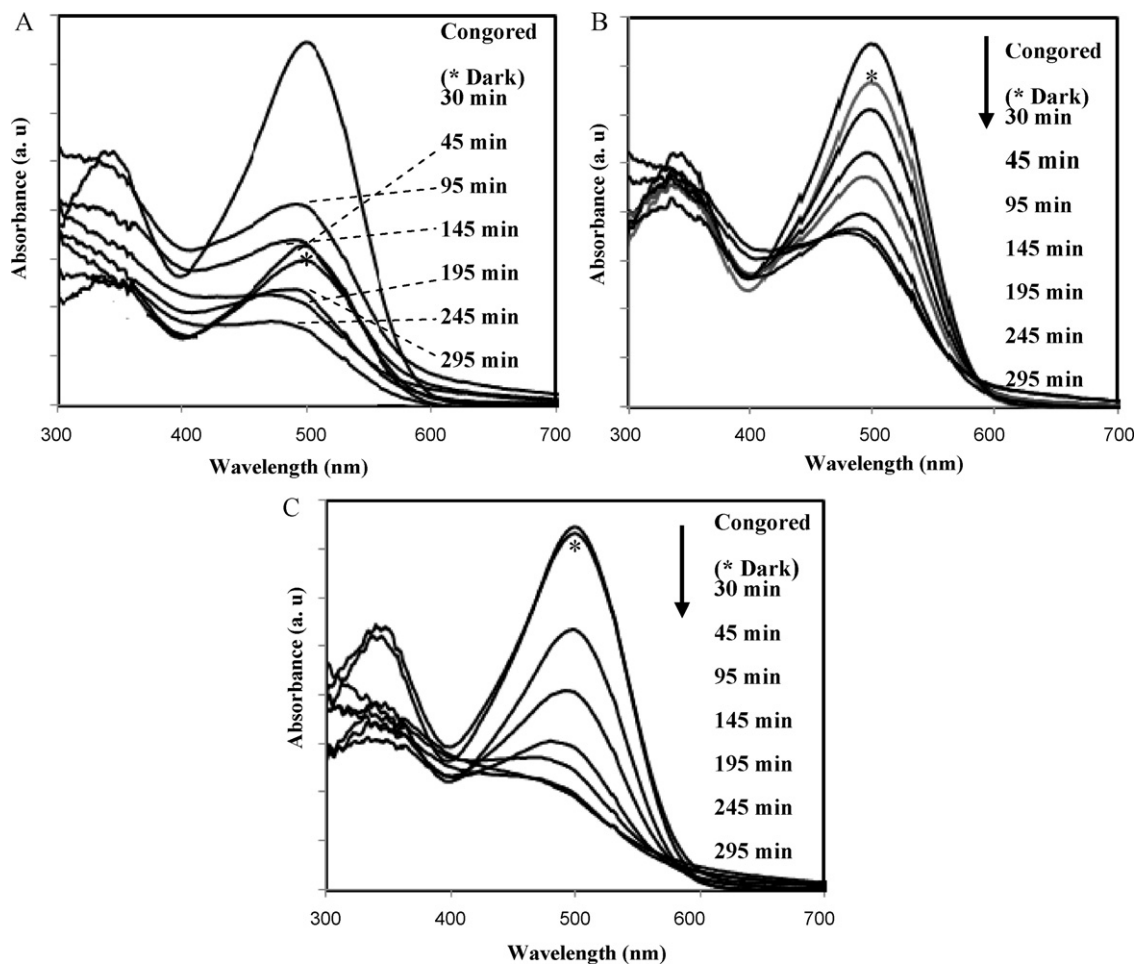 A
Congored
(* Dark)
30 min
45 min
95 min
145 min
195 min
245 min
295 min
*
Absorbance (a. u)
300 400 500 600 700
Wavelength (nm)
B
Congored
(* Dark)
30 min
45 min
95 min
145 min
195 min
245 min
295 min
*
Absorbance (a. u)
300 400 500 600 700
Wavelength (nm)
C
Congored
(* Dark)
30 min
45 min
95 min
145 min
195 min
245 min
295 min
*
Absorbance (a. u)
300 400 500 600 700
Wavelength (nm)